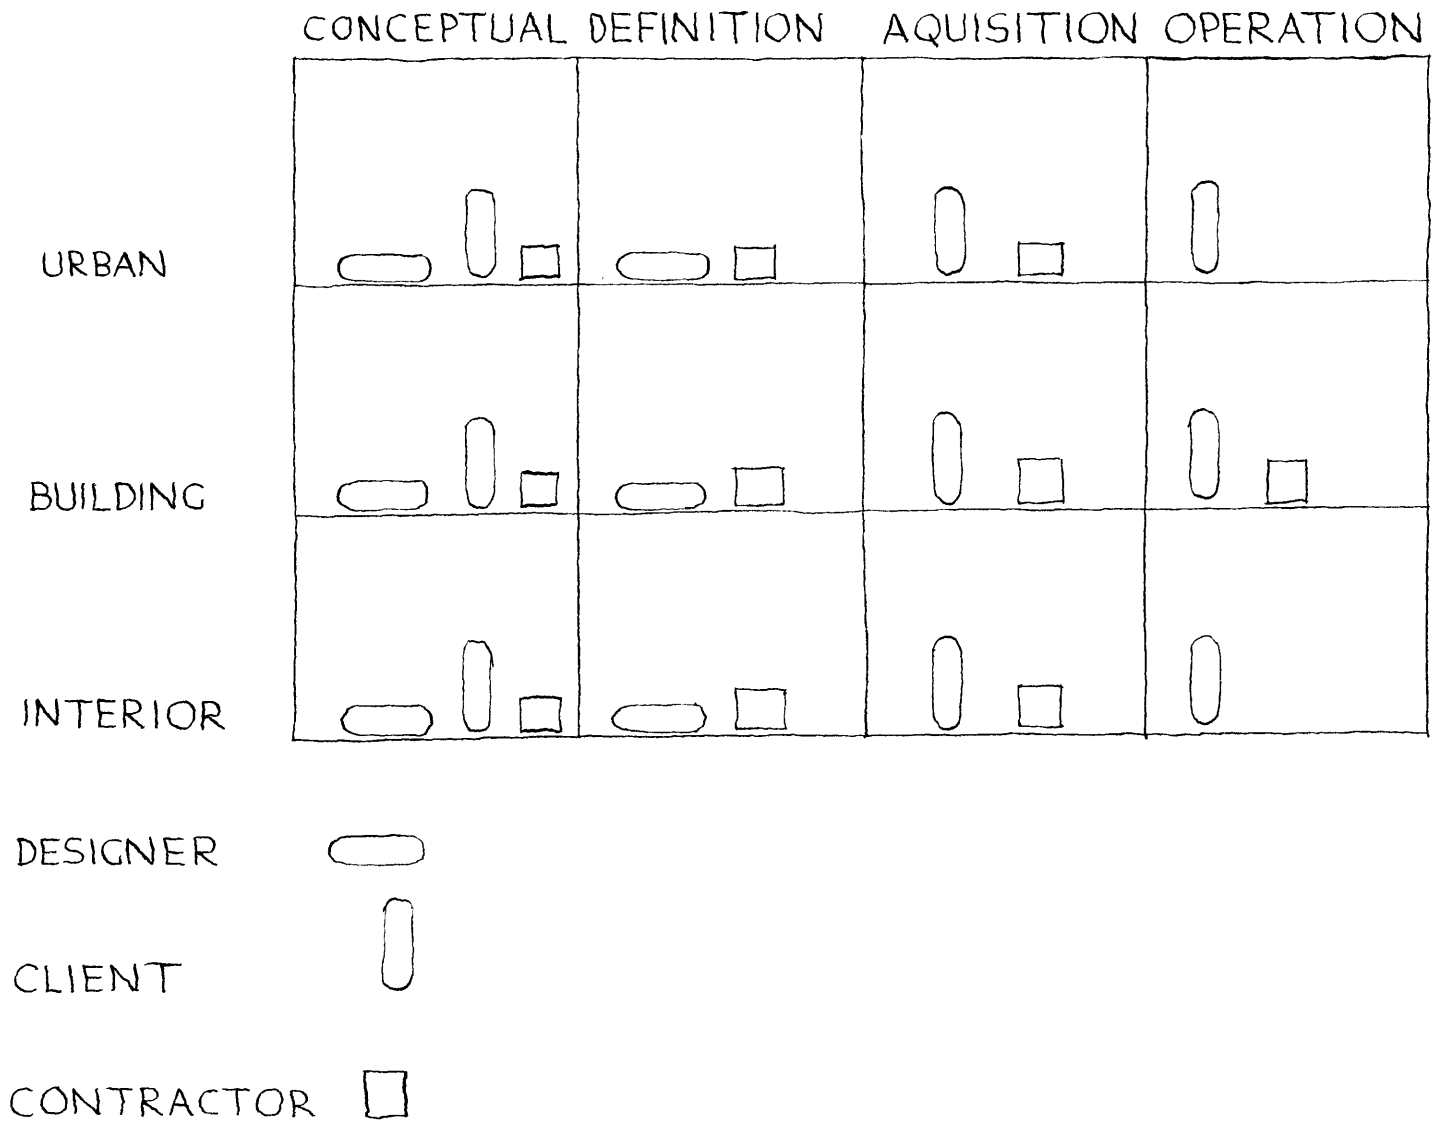 CONCEPTUAL DEFINITION AQUISITION OPERATION
URBAN
BUILDING
INTERIOR
DESIGNER
CLIENT
CONTRACTOR